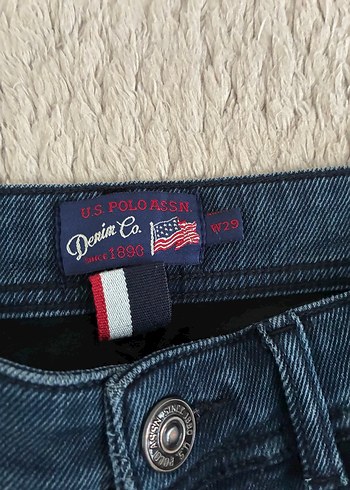 U.S. POLO ASSN.
Denim Co.
SINCE 1890
W29
U.S. POLO ASSN. SINCE 1890